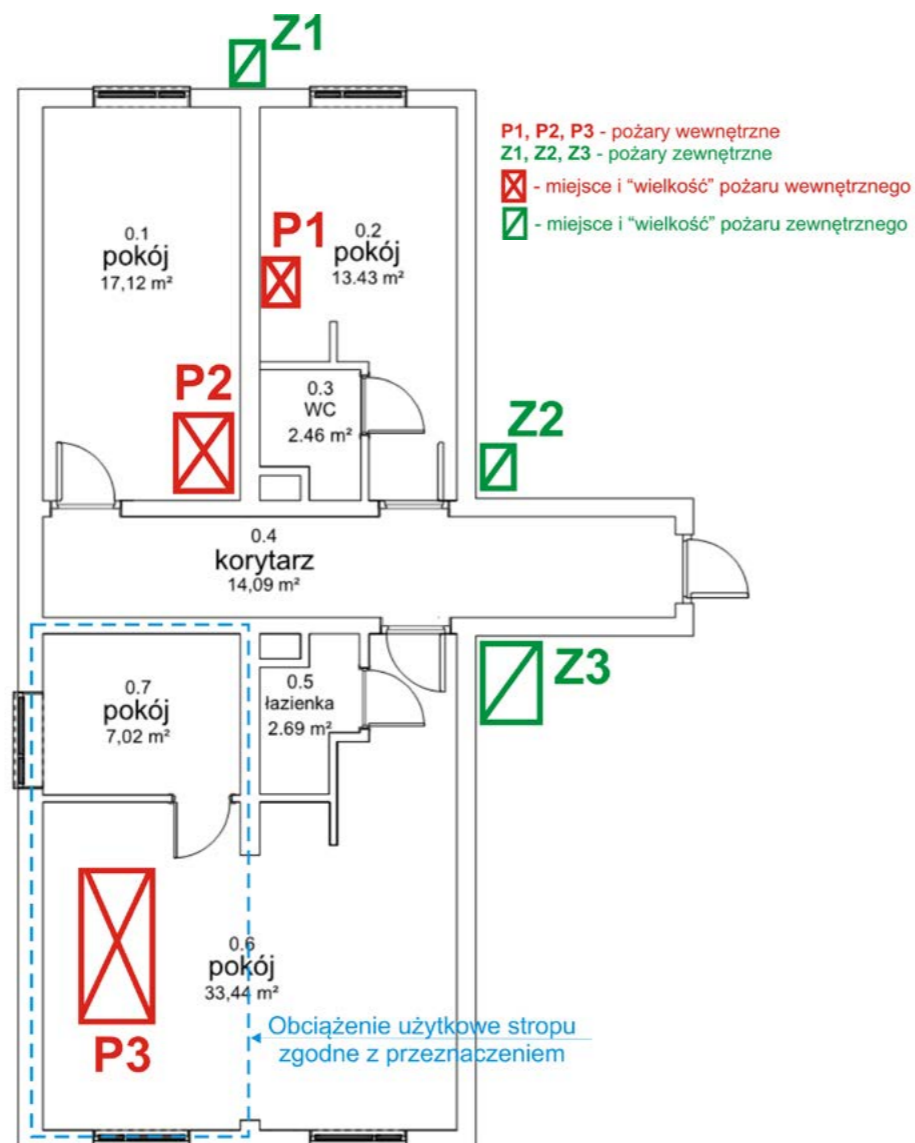 Z1
P1, P2, P3 - pożary wewnętrzne
Z1, Z2, Z3 - pożary zewnętrzne
- miejsce i “wielkość” pożaru wewnętrznego
- miejsce i “wielkość” pożaru zewnętrznego
0.1
pokój
17,12 m²
P1
0.2
pokój
13.43 m²
P2
0.3
WC
2.46 m²
Z2
0.4
korytarz
14,09 m²
0.7
pokój
7,02 m²
0.5
łazienka
2.69 m²
Z3
0.6
pokój
33,44 m²
P3
Obciążenie użytkowe stropu
zgodne z przeznaczeniem